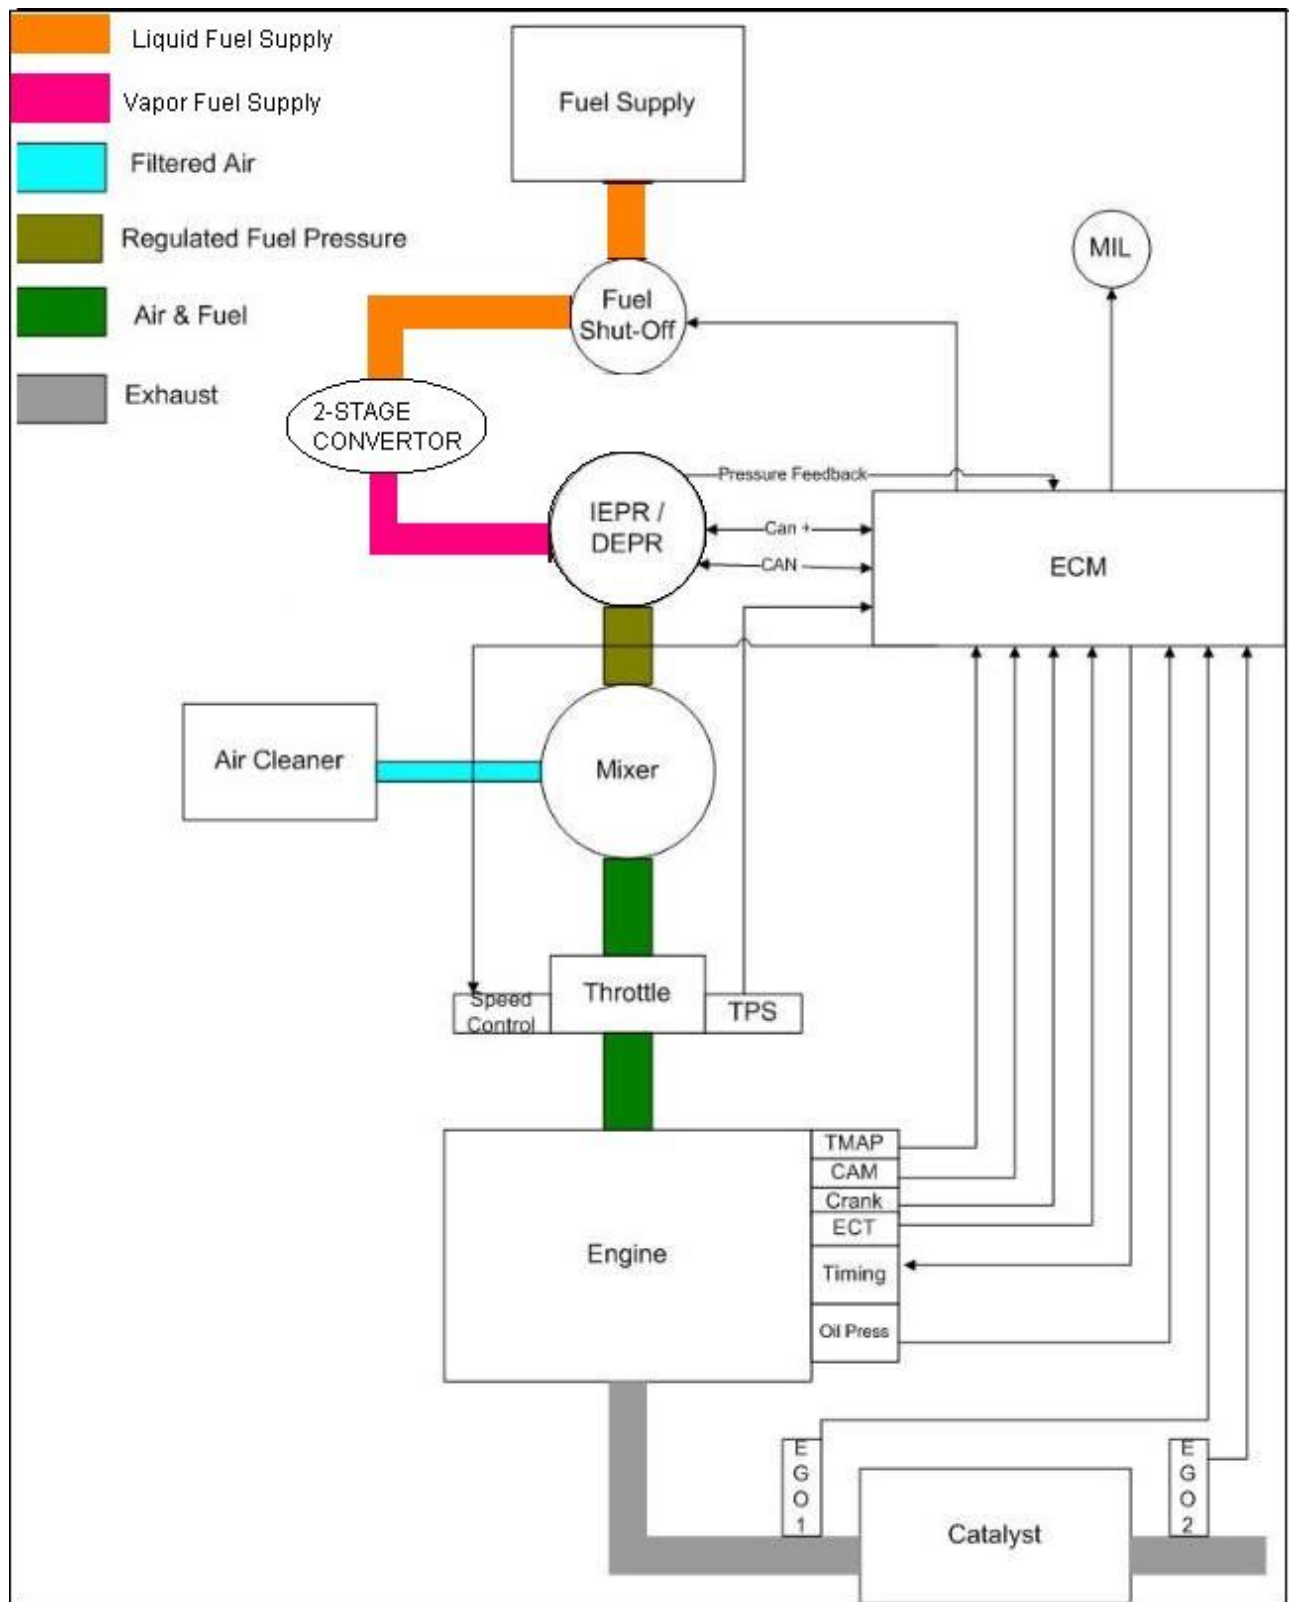 Liquid Fuel Supply
Vapor Fuel Supply
Filtered Air
Regulated Fuel Pressure
Air & Fuel
Exhaust
Fuel Supply
MIL
Fuel
Shut-Off
2-STAGE
CONVERTOR
Pressure Feedback
IEPR /
DEPR
Can +
CAN
ECM
Air Cleaner
Mixer
Throttle
Speed
Control
TPS
TMAP
CAM
Crank
ECT
Engine
Timing
Oil Press
E
G
O
1
E
G
O
2
Catalyst